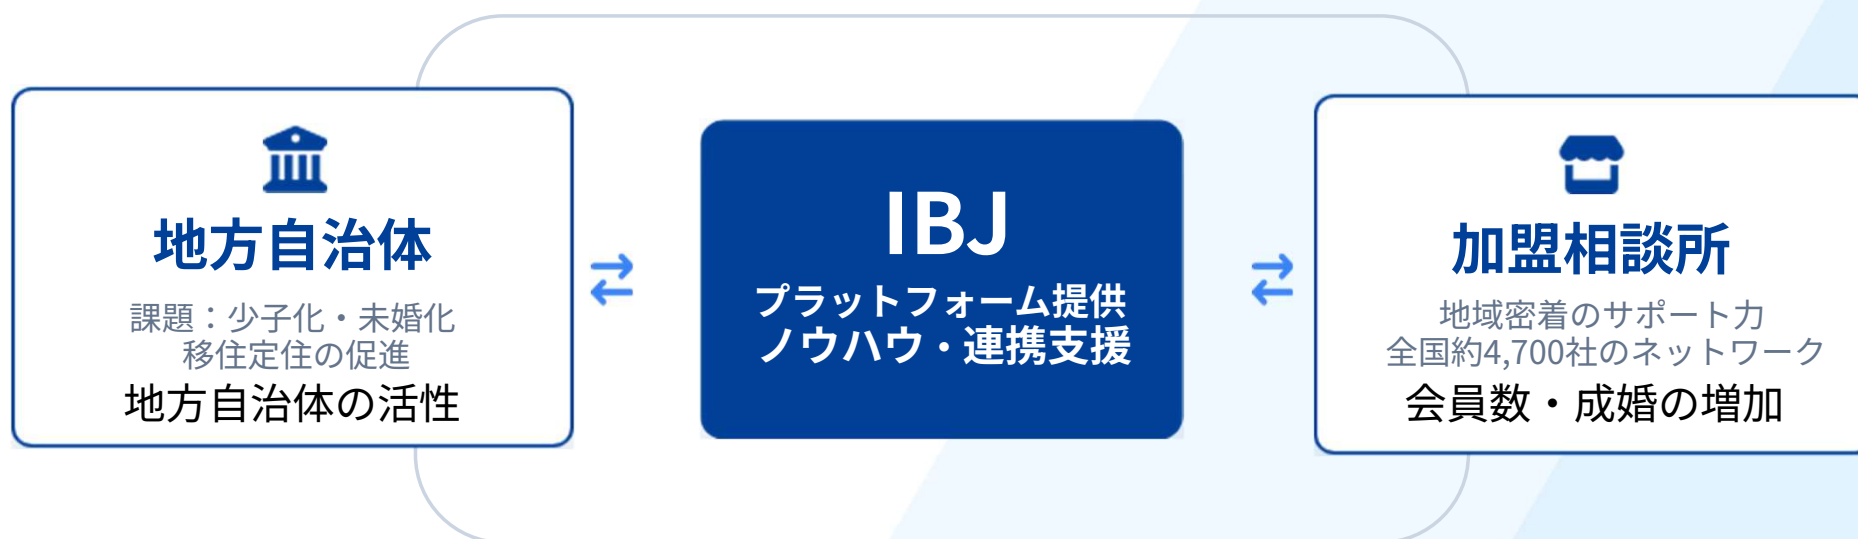 地方自治体
課題：少子化・未婚化
移住定住の促進
地方自治体の活性
IBJ
プラットフォーム提供
ノウハウ・連携支援
加盟相談所
地域密着のサポート力
全国約4,700社のネットワーク
会員数・成婚の増加